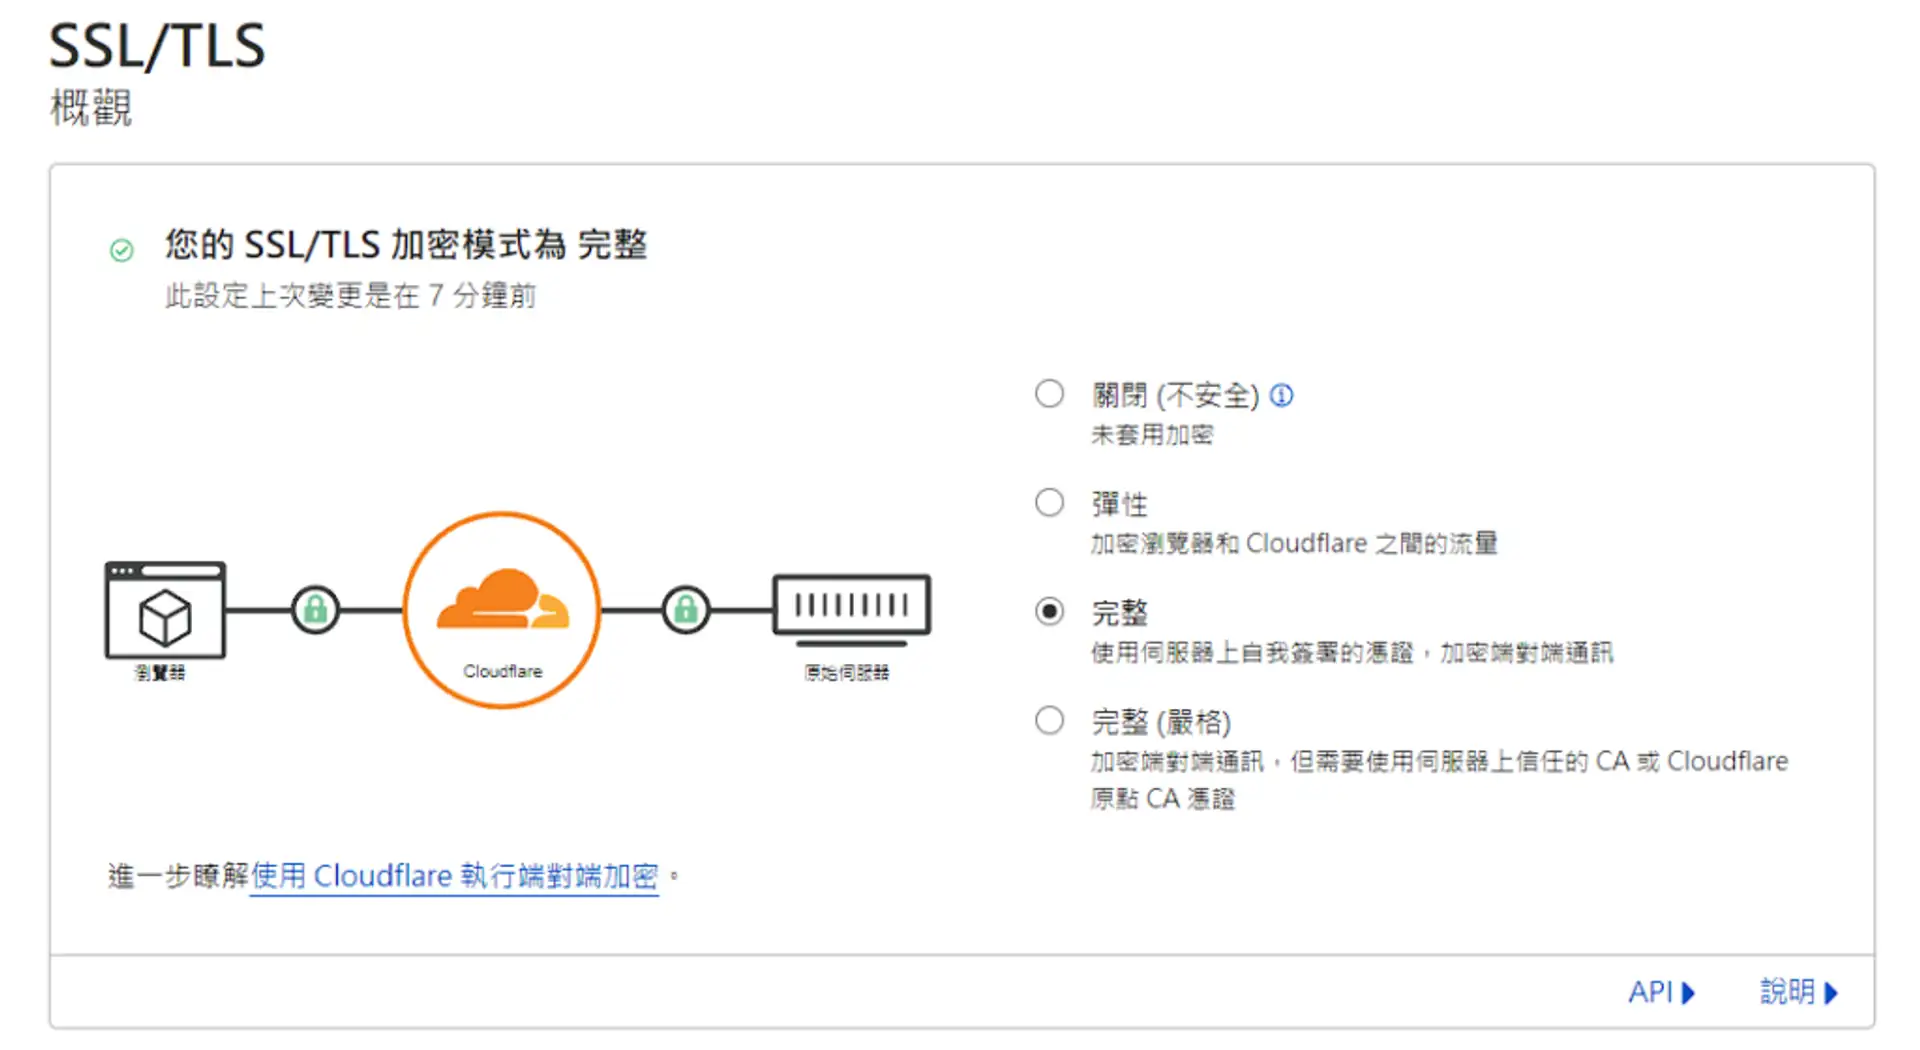 SSL/TLS
概觀
您的 SSL/TLS 加密模式為 完整
此設定上次變更是在 7 分鐘前
關閉 (不安全)
未套用加密
彈性
加密瀏覽器和 Cloudflare 之間的流量
完整
使用伺服器上自我簽署的憑證，加密端對端通訊
完整 (嚴格)
加密端對端通訊，但需要使用伺服器上信任的 CA 或 Cloudflare
原點 CA 憑證
瀏覽器
Cloudflare
原始伺服器
進一步瞭解使用 Cloudflare 執行端對端加密。
API
說明